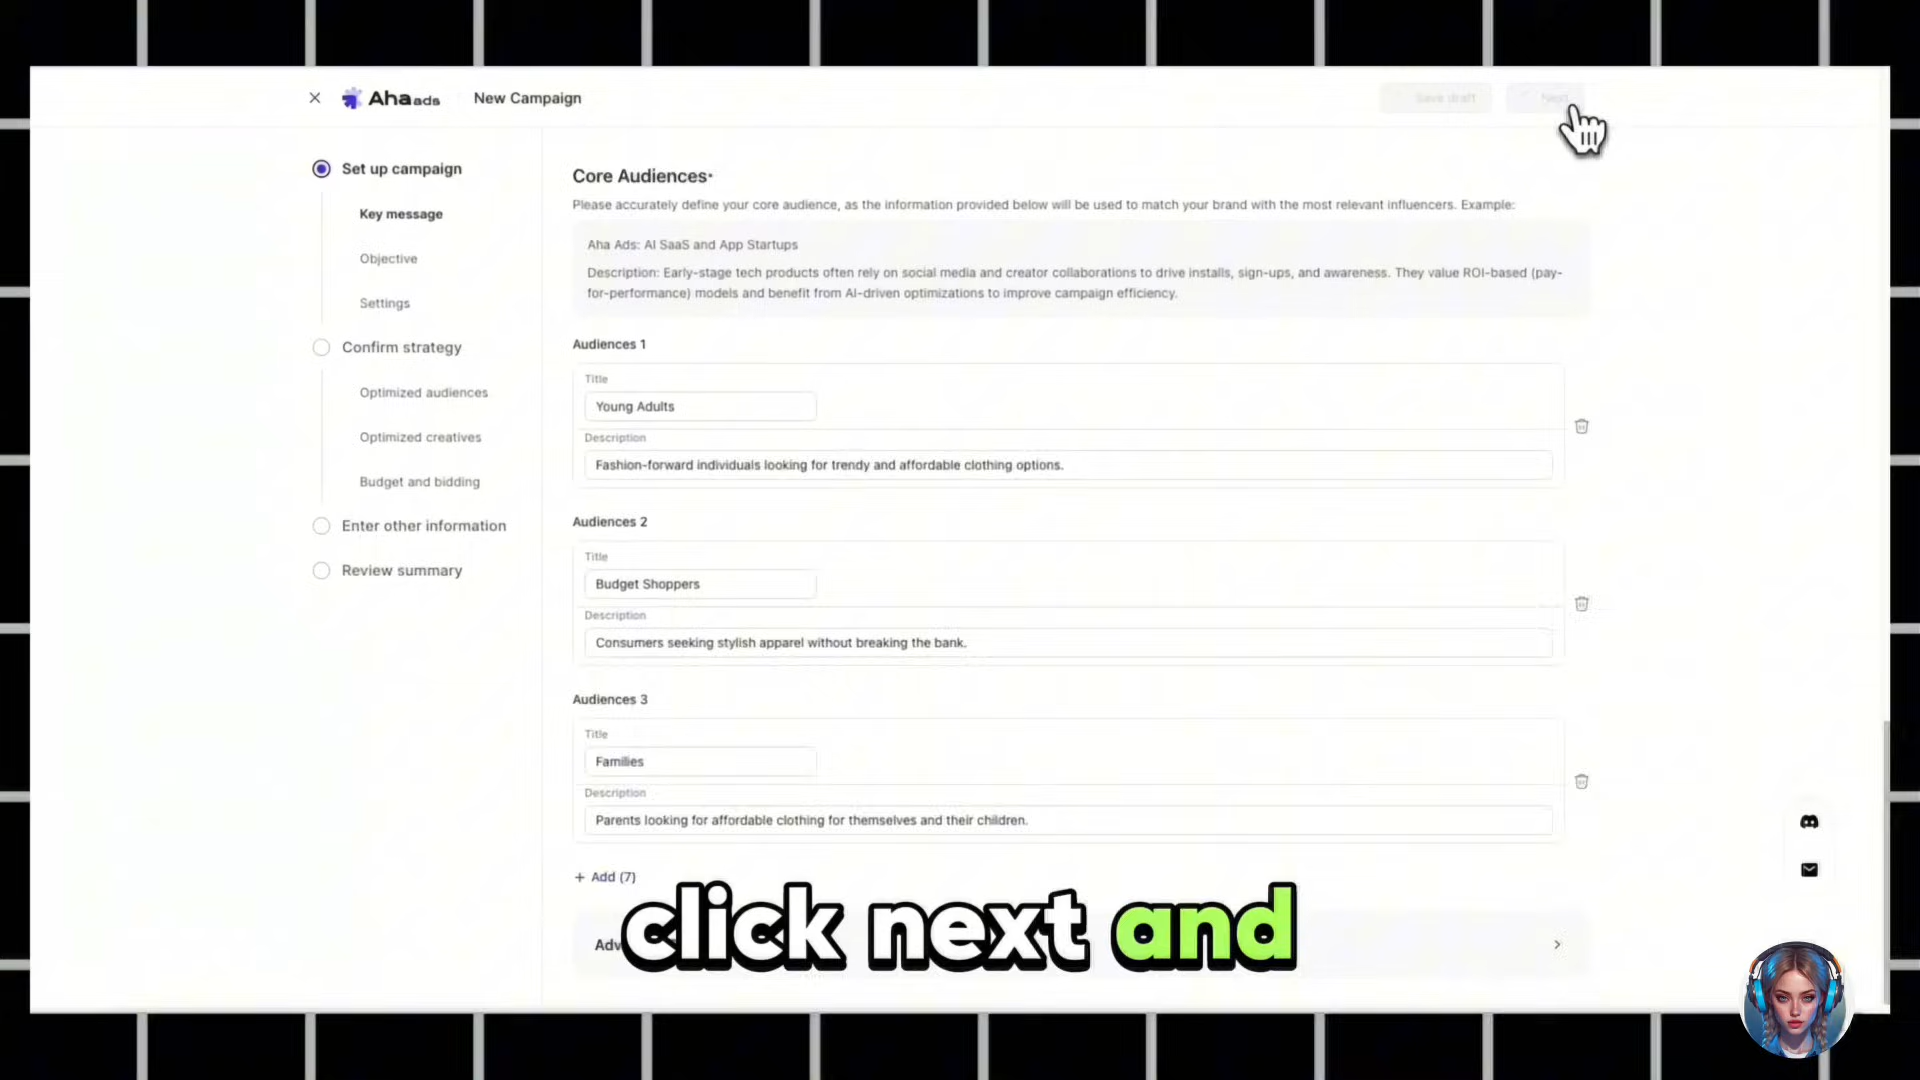 Aha ads
New Campaign
Save draft
Next
Set up campaign
Key message
Objective
Settings
Confirm strategy
Optimized audiences
Optimized creatives
Budget and bidding
Enter other information
Review summary
Core Audiences*
Please accurately define your core audience, as the information provided below will be used to match your brand with the most relevant influencers. Example:
Aha Ads: AI SaaS and App Startups
Description: Early-stage tech products often rely on social media and creator collaborations to drive installs, sign-ups, and awareness. They value ROI-based (pay-
for-performance) models and benefit from AI-driven optimizations to improve campaign efficiency.
Audiences 1
Title
Young Adults
Description
Fashion-forward individuals looking for trendy and affordable clothing options.
Audiences 2
Title
Budget Shoppers
Description
Consumers seeking stylish apparel without breaking the bank.
Audiences 3
Title
Families
Description
Parents looking for affordable clothing for themselves and their children.
+ Add (7)
Adv
click next and